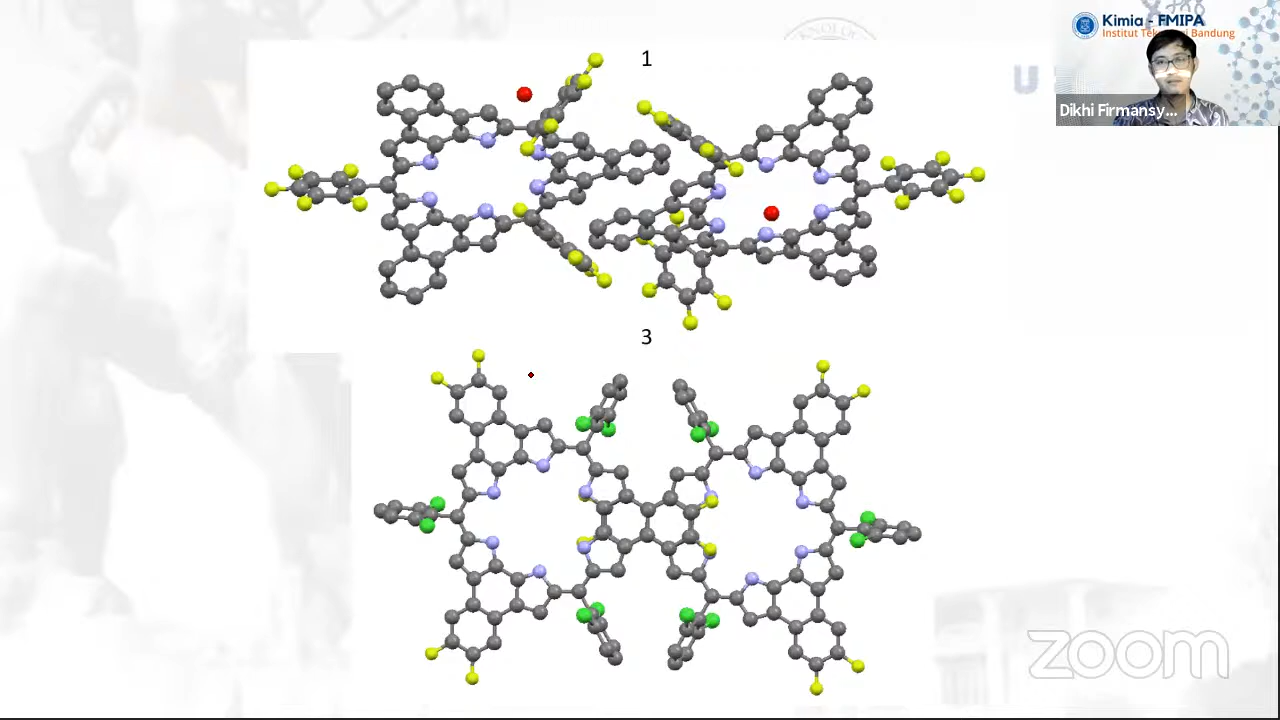 1
Kimia - FMIPA
Institut Teknologi Bandung
Dikhi Firmansy...
3
zoom